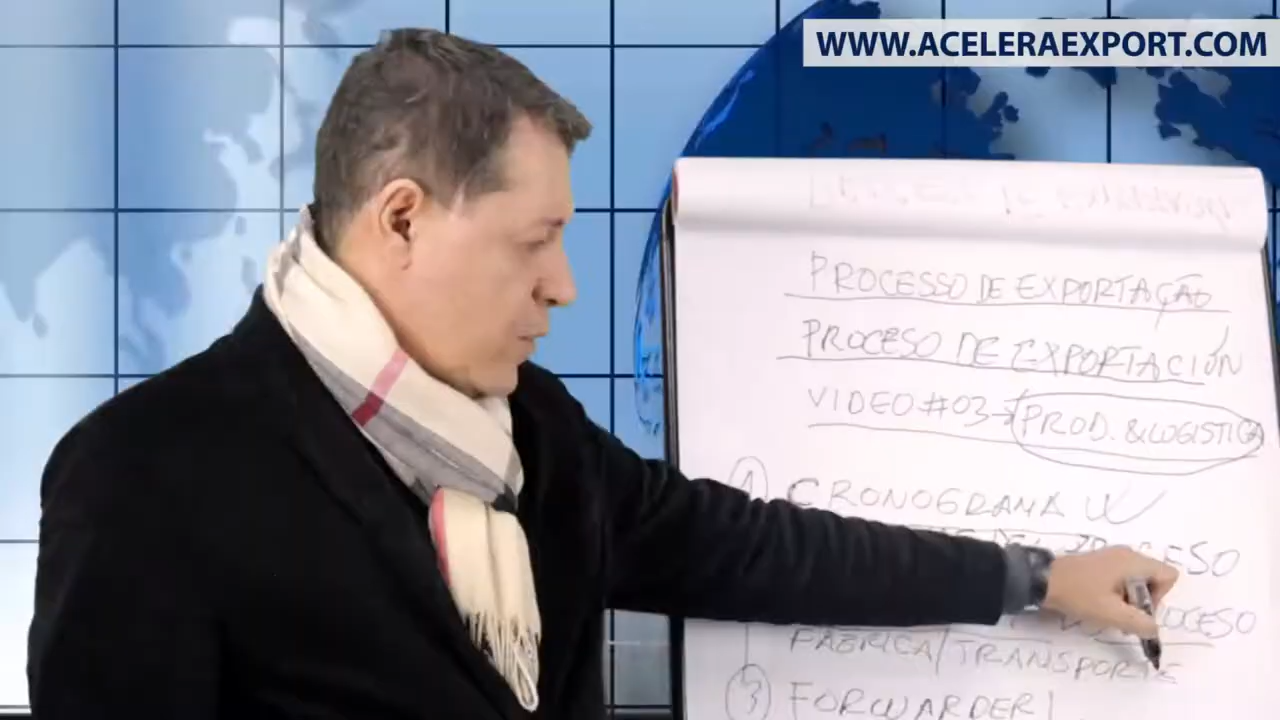 WWW.ACELERAEXPORT.COM
PROCESSO DE EXPORTAÇÃO
PROCESO DE EXPORTACIÓN
VIDEO #03→ PROD. & LOGISTICA
1 CRONOGRAMA
PROCESO
PROCESO
FABRICA/TRANSPORTE
3 FORWARDER